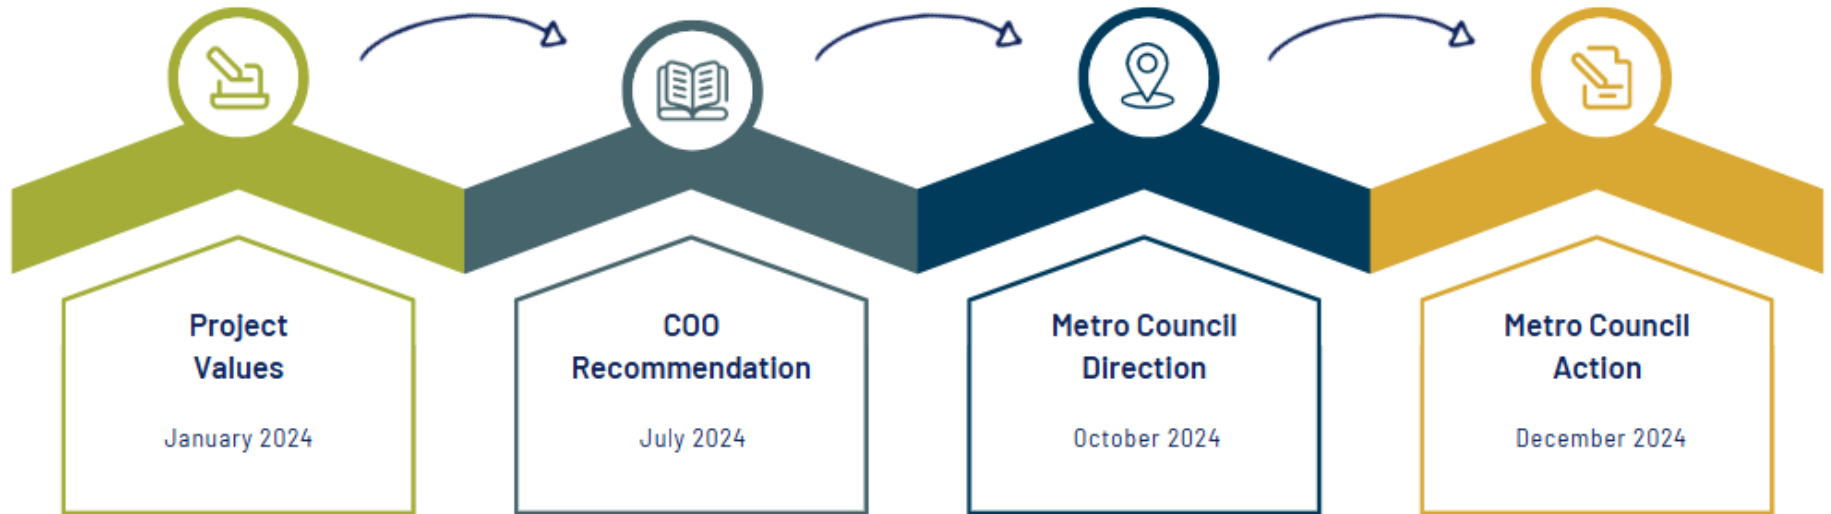 Project
Values
January 2024
COO
Recommendation
July 2024
Metro Council
Direction
October 2024
Metro Council
Action
December 2024